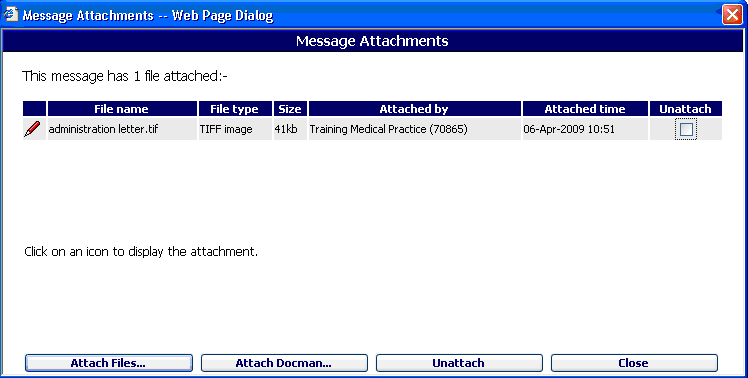 Message Attachments -- Web Page Dialog
Message Attachments
This message has 1 file attached:-
File name File type Size Attached by Attached time Unattach
administration letter.tif TIFF image 41kb Training Medical Practice (70865) 06-Apr-2009 10:51
Click on an icon to display the attachment.
Attach Files... Attach Docman... Unattach Close